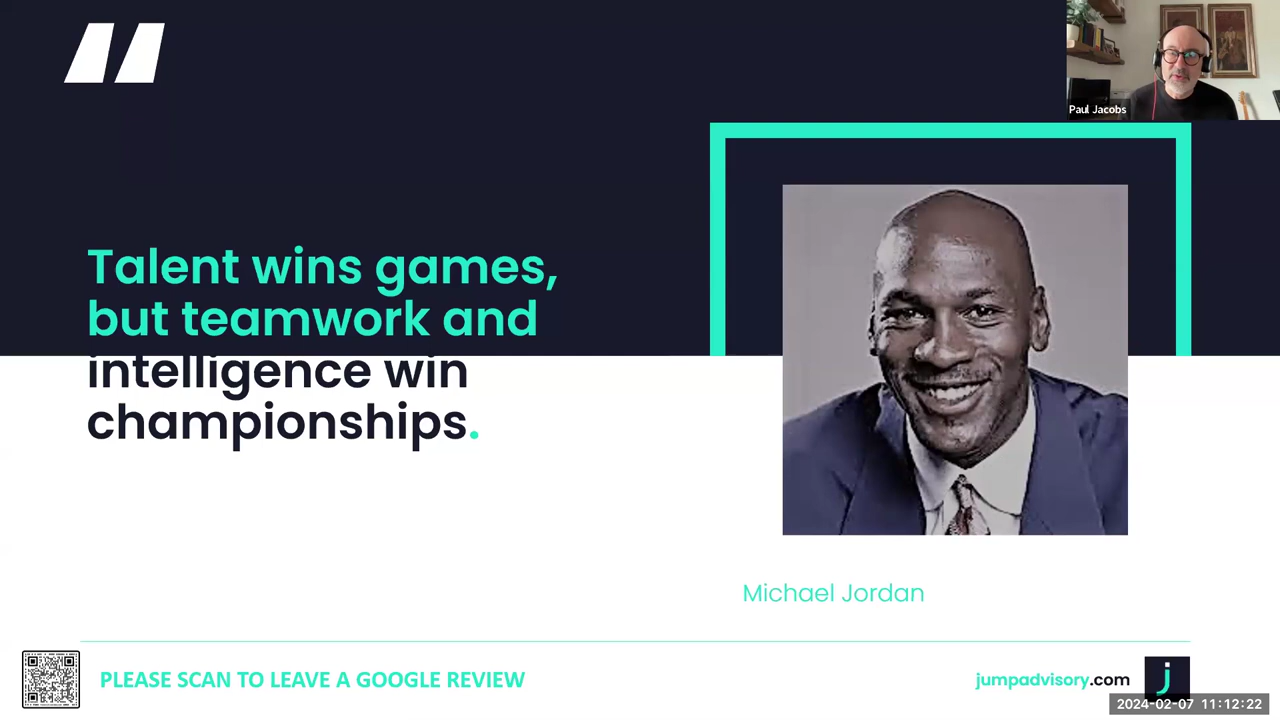 Paul Jacobs
Talent wins games,
but teamwork and
intelligence win
championships.
Michael Jordan
PLEASE SCAN TO LEAVE A GOOGLE REVIEW
jumpadvisory.com
j
2024-02-07 11:12:22